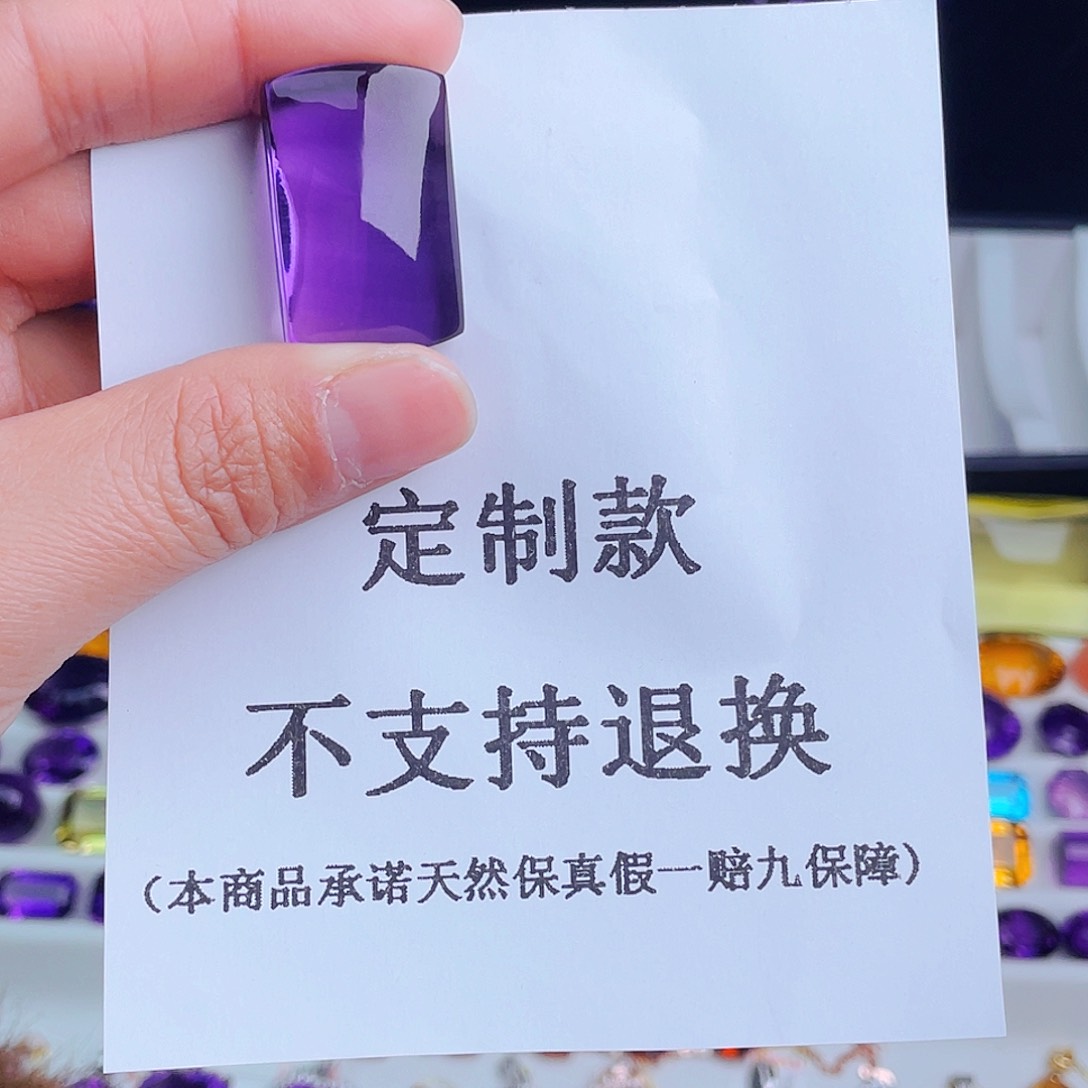 定制款
不支持退换
（本商品承诺天然保真假一赔九保障）